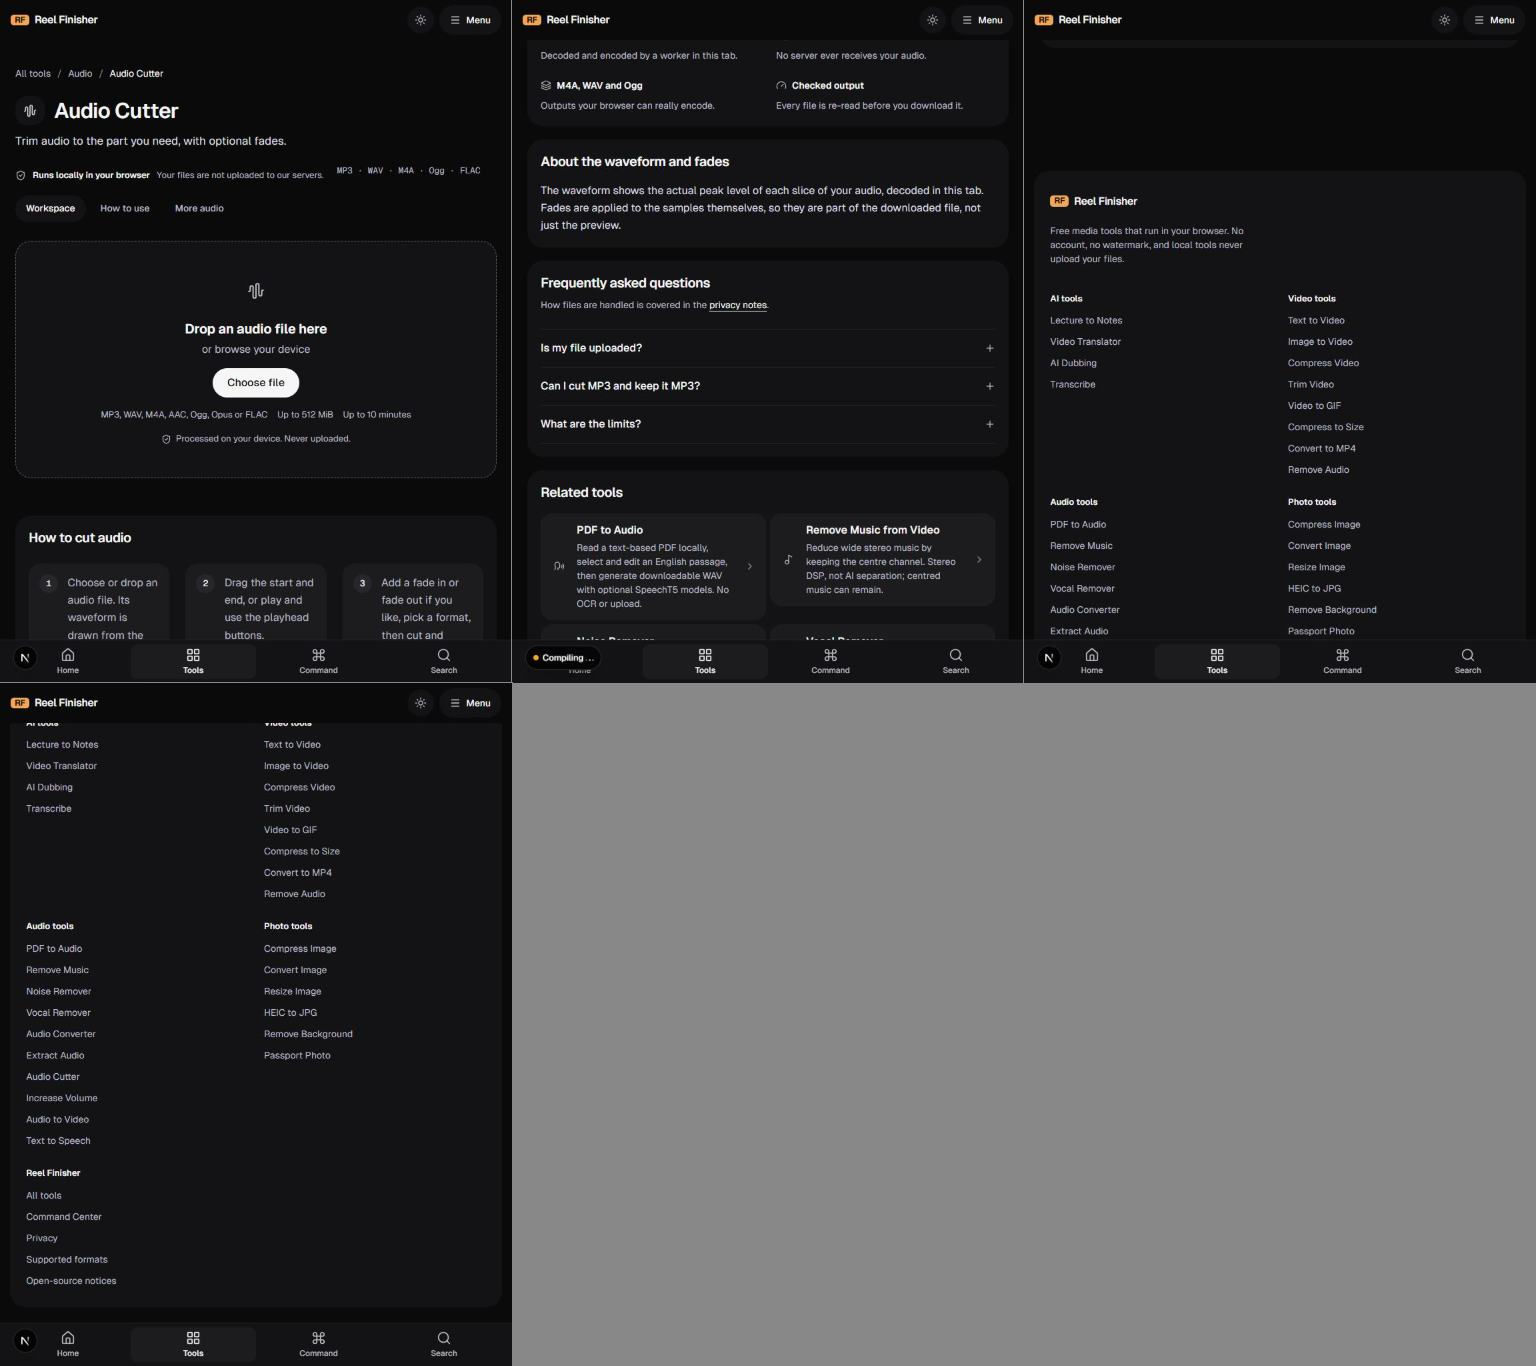 RF Reel Finisher
Menu
All tools / Audio / Audio Cutter
Audio Cutter
Trim audio to the part you need, with optional fades.
Runs locally in your browser Your files are not uploaded to our servers. MP3 · WAV · M4A · Ogg · FLAC
Workspace How to use More audio
Drop an audio file here
or browse your device
Choose file
MP3, WAV, M4A, AAC, Ogg, Opus or FLAC Up to 512 MiB Up to 10 minutes
Processed on your device. Never uploaded.
How to cut audio
1
Choose or drop an
audio file. Its
waveform is
drawn from the
2
Drag the start and
end, or play and
use the playhead
buttons.
3
Add a fade in or
fade out if you
like, pick a format,
then cut and
N
Home
Tools
Command
Search
RF Reel Finisher
Menu
Decoded and encoded by a worker in this tab.
No server ever receives your audio.
M4A, WAV and Ogg
Outputs your browser can really encode.
Checked output
Every file is re-read before you download it.
About the waveform and fades
The waveform shows the actual peak level of each slice of your audio, decoded in this tab.
Fades are applied to the samples themselves, so they are part of the downloaded file, not
just the preview.
Frequently asked questions
How files are handled is covered in the privacy notes.
Is my file uploaded?
Can I cut MP3 and keep it MP3?
What are the limits?
Related tools
PDF to Audio
Read a text-based PDF locally,
select and edit an English passage,
then generate downloadable WAV
with optional SpeechT5 models. No
OCR or upload.
Remove Music from Video
Reduce wide stereo music by
keeping the centre channel. Stereo
DSP, not AI separation; centred
music can remain.
Noise Remover
Vocal Remover
Compiling ...
Home
Tools
Command
Search
RF Reel Finisher
Menu
RF Reel Finisher
Free media tools that run in your browser. No
account, no watermark, and local tools never
upload your files.
AI tools
Lecture to Notes
Video Translator
AI Dubbing
Transcribe
Video tools
Text to Video
Image to Video
Compress Video
Trim Video
Video to GIF
Compress to Size
Convert to MP4
Remove Audio
Audio tools
PDF to Audio
Remove Music
Noise Remover
Vocal Remover
Audio Converter
Extract Audio
Photo tools
Compress Image
Convert Image
Resize Image
HEIC to JPG
Remove Background
Passport Photo
N
Home
Tools
Command
Search
RF Reel Finisher
Menu
AI tools
Lecture to Notes
Video Translator
AI Dubbing
Transcribe
Video tools
Text to Video
Image to Video
Compress Video
Trim Video
Video to GIF
Compress to Size
Convert to MP4
Remove Audio
Audio tools
PDF to Audio
Remove Music
Noise Remover
Vocal Remover
Audio Converter
Extract Audio
Audio Cutter
Increase Volume
Audio to Video
Text to Speech
Photo tools
Compress Image
Convert Image
Resize Image
HEIC to JPG
Remove Background
Passport Photo
Reel Finisher
All tools
Command Center
Privacy
Supported formats
Open-source notices
N
Home
Tools
Command
Search